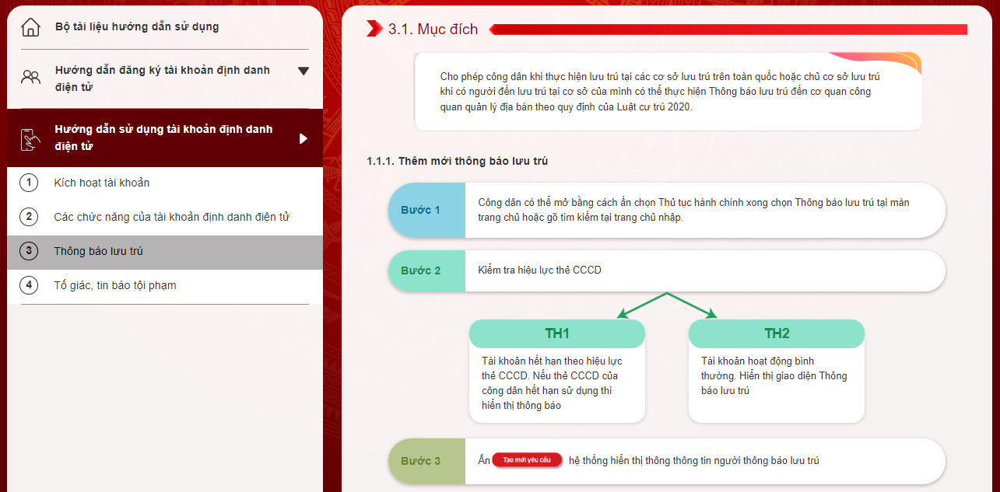 Bộ tài liệu hướng dẫn sử dụng
Hướng dẫn đăng ký tài khoản định danh
điện tử
Hướng dẫn sử dụng tài khoản định danh
điện tử
1 Kích hoạt tài khoản
2 Các chức năng của tài khoản định danh điện tử
3 Thông báo lưu trú
4 Tố giác, tin báo tội phạm
3.1. Mục đích
Cho phép công dân khi thực hiện lưu trú tại các cơ sở lưu trú trên toàn quốc hoặc chủ cơ sở lưu trú
khi có người đến lưu trú tại cơ sở của mình có thể thực hiện Thông báo lưu trú đến cơ quan công
quan quản lý địa bàn theo quy định của Luật cư trú 2020.
1.1.1. Thêm mới thông báo lưu trú
Bước 1
Công dân có thể mở bằng cách ấn chọn Thủ tục hành chính xong chọn Thông báo lưu trú tại màn
trang chủ hoặc gõ tìm kiếm tại trang chủ nhập.
Bước 2
Kiểm tra hiệu lực thẻ CCCD
TH1
Tài khoản hết hạn theo hiệu lực
thẻ CCCD. Nếu thẻ CCCD của
công dân hết hạn sử dụng thì
hiển thị thông báo
TH2
Tài khoản hoạt động bình
thường. Hiển thị giao diện Thông
báo lưu trú
Bước 3
Ấn Tạo mới yêu cầu hệ thống hiển thị thông thông tin người thông báo lưu trú